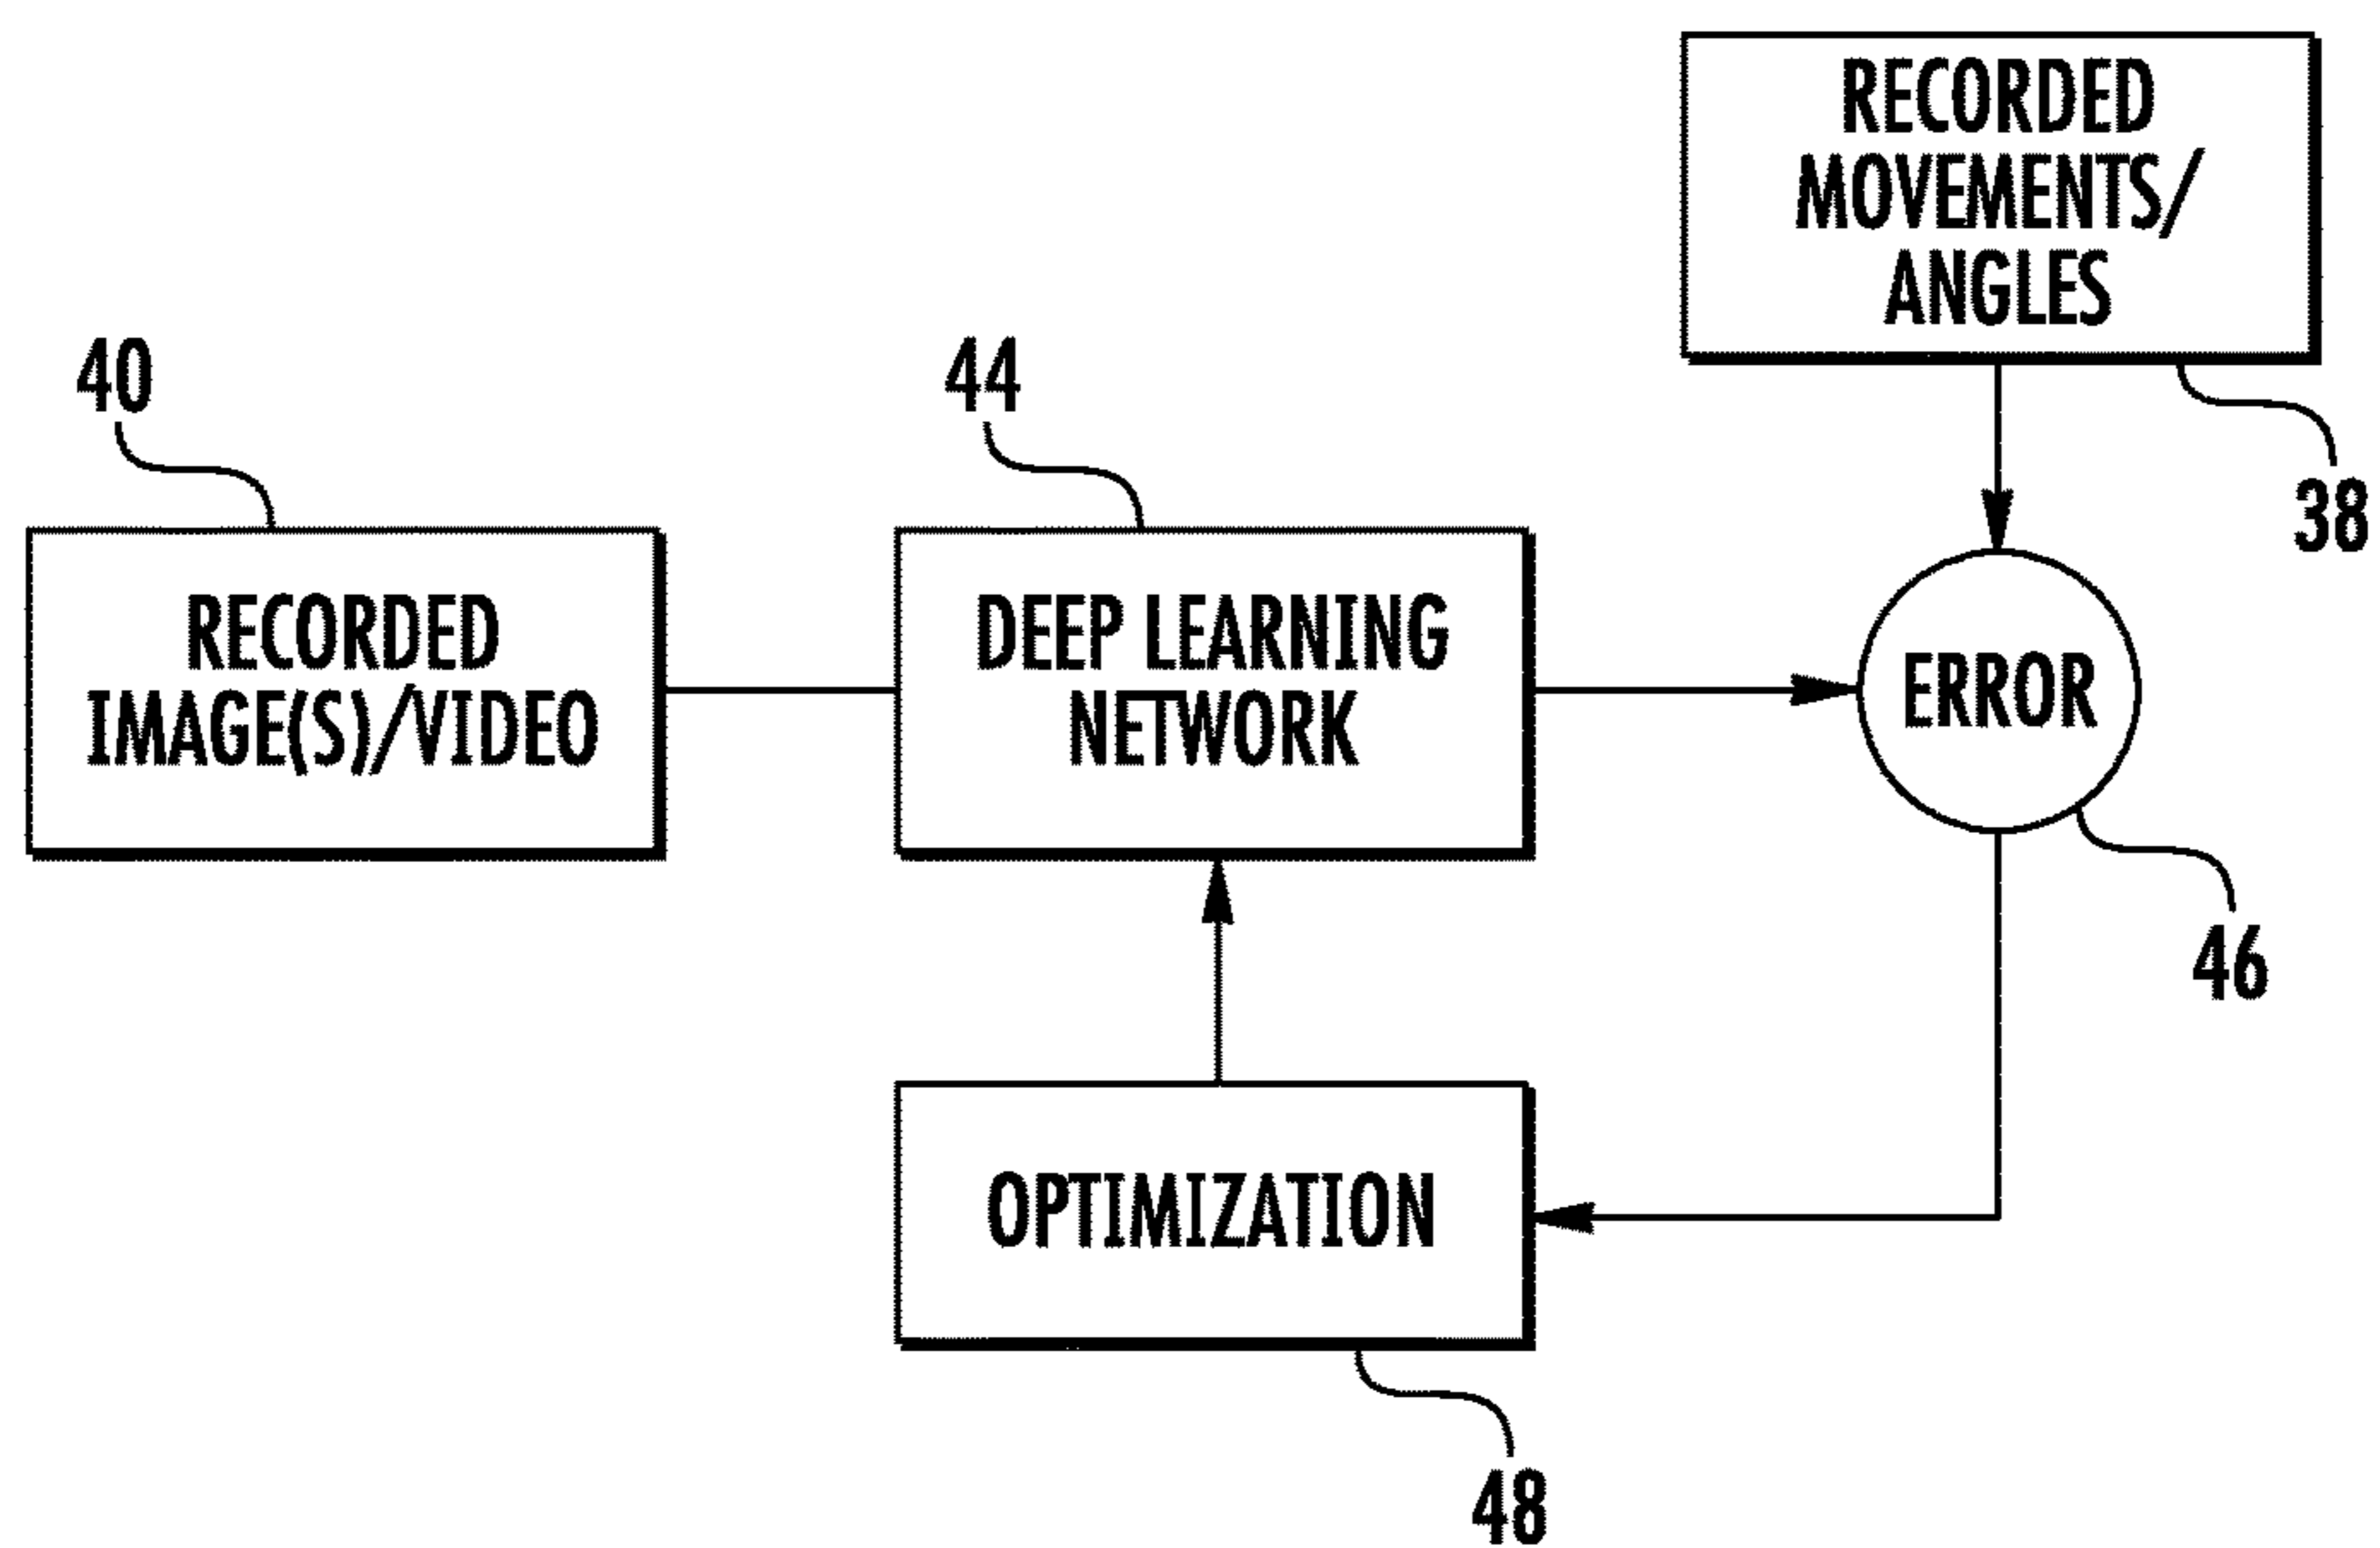 RECORDED
MOVEMENTS/
ANGLES
38
40
RECORDED
IMAGE(S)/VIDEO
44
DEEP LEARNING
NETWORK
ERROR
46
OPTIMIZATION
48